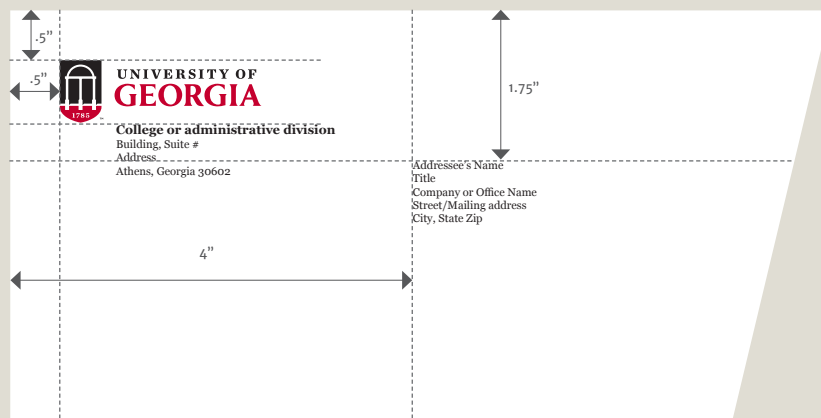 .5”
.5”
UNIVERSITY OF
GEORGIA
1785
1.75”
College or administrative division
Building, Suite #
Address
Athens, Georgia 30602
Addressee's Name
Title
Company or Office Name
Street/Mailing address
City, State Zip
4”